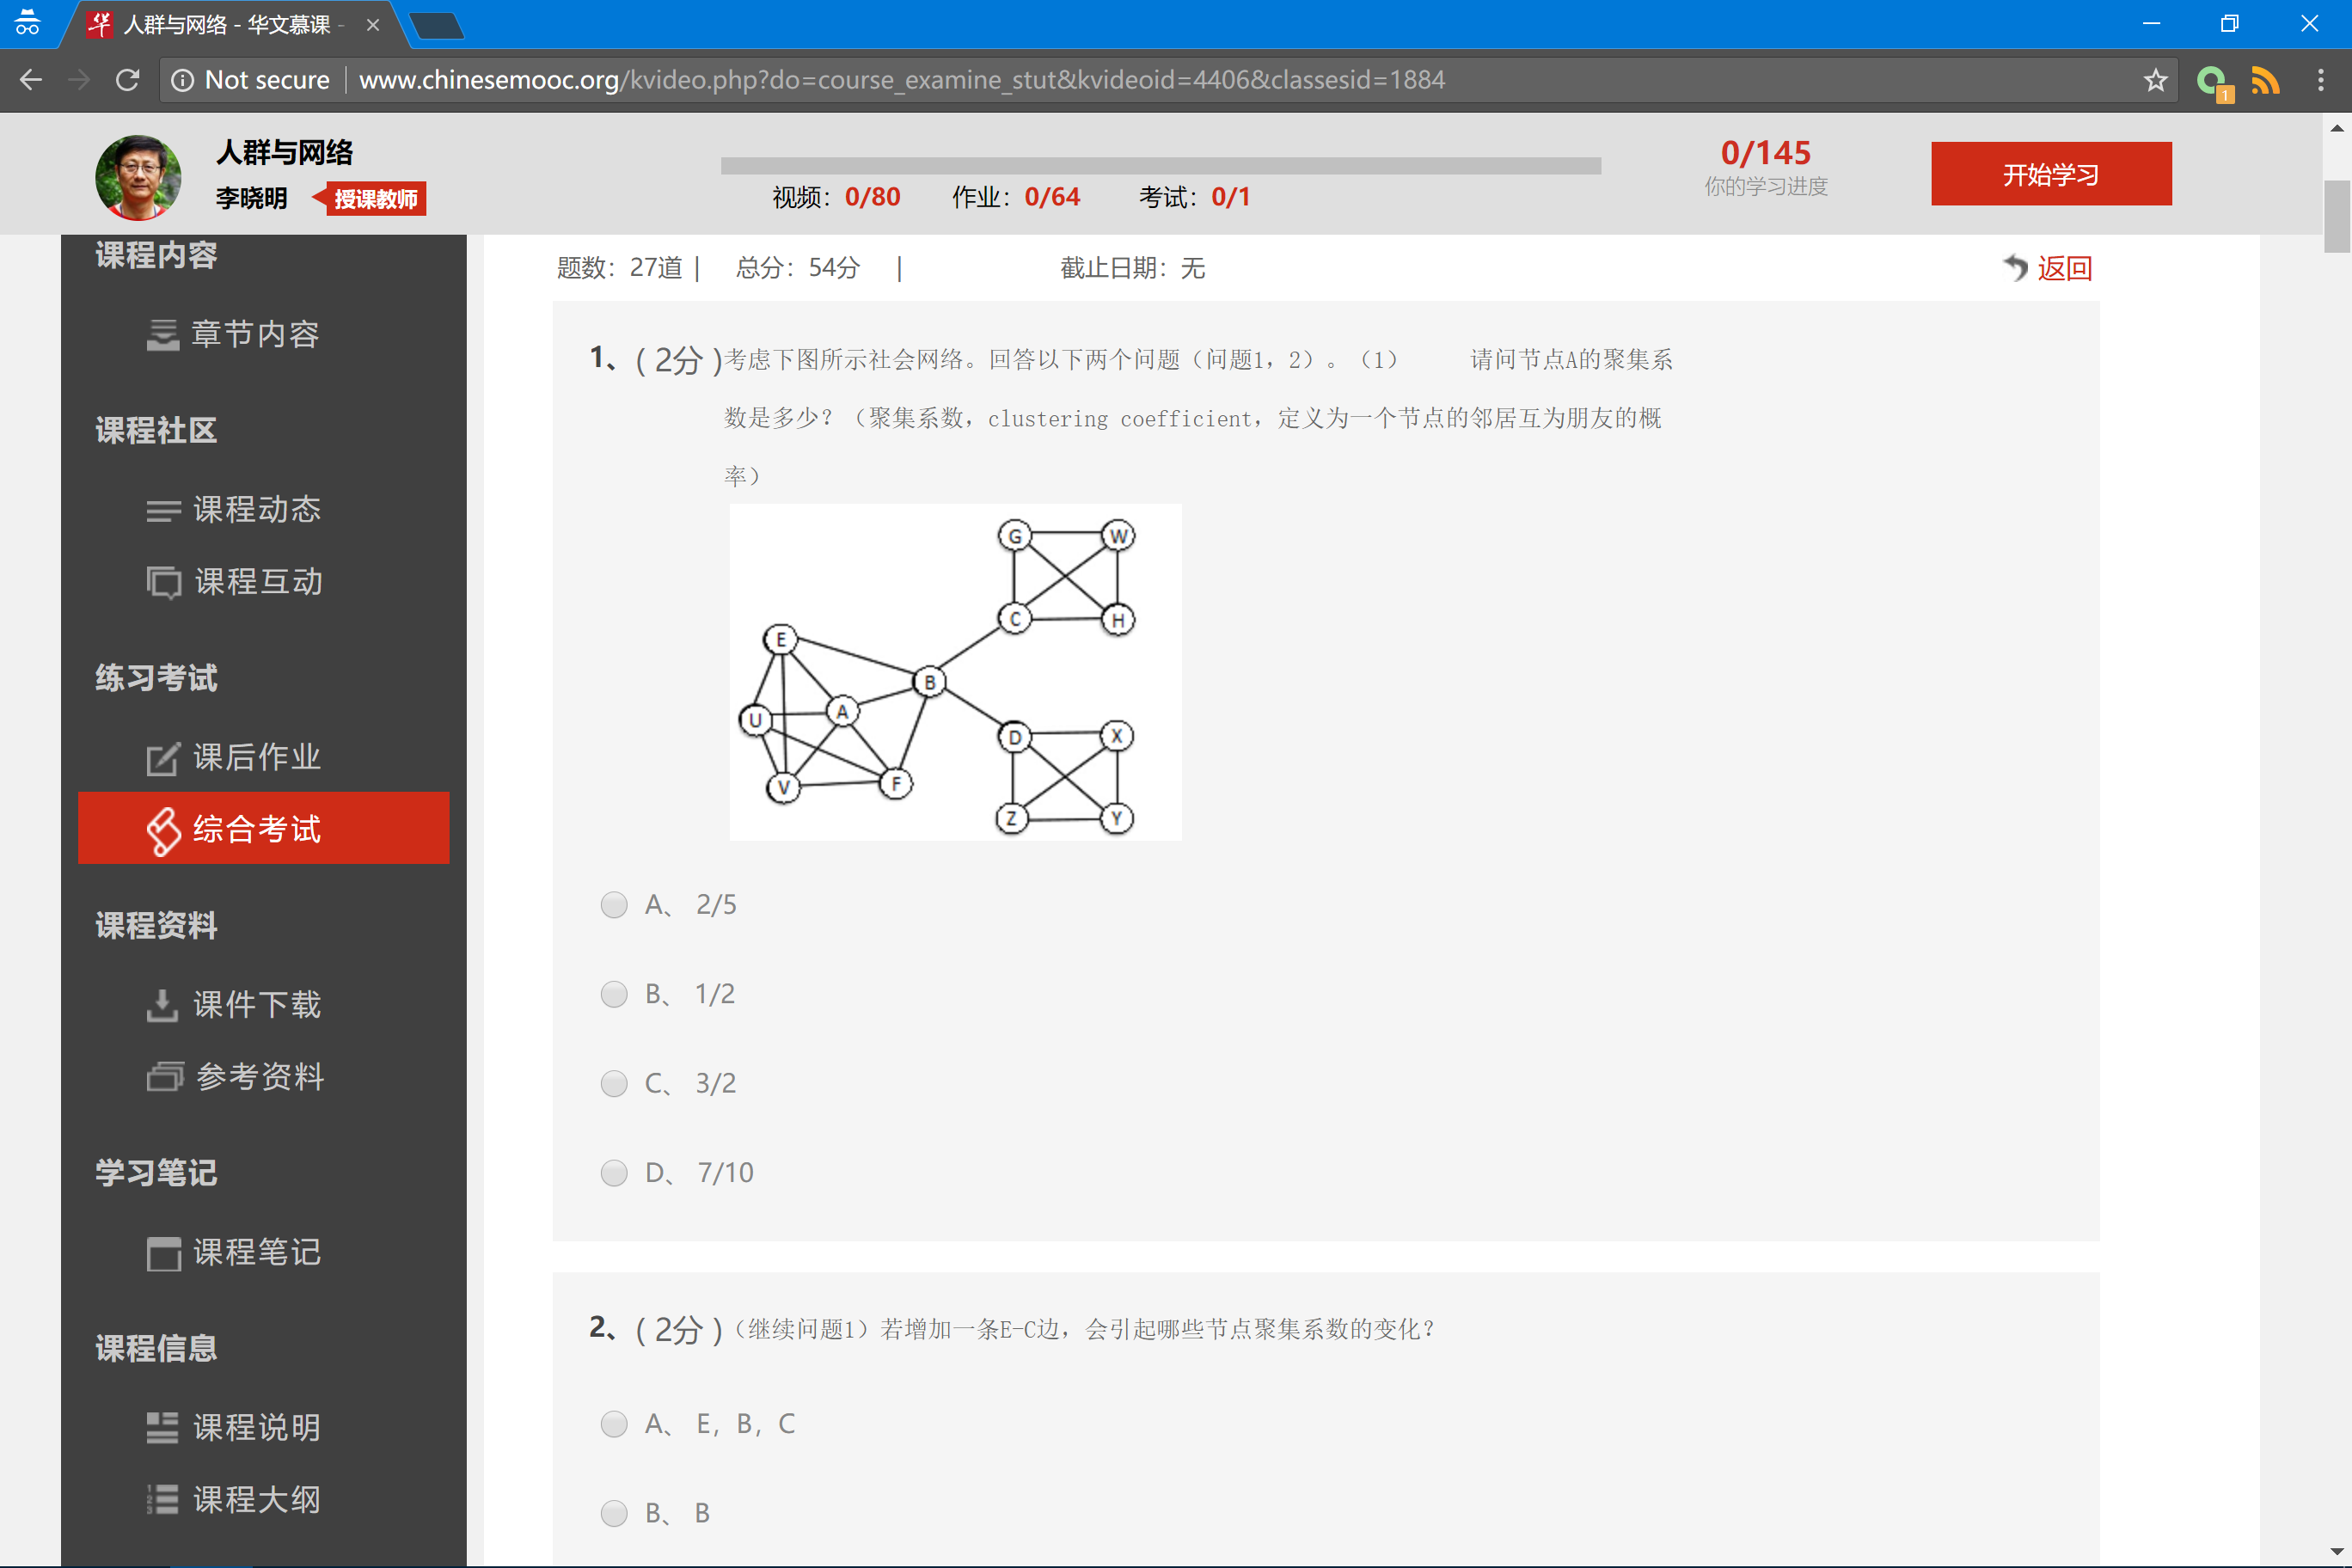 人群与网络 - 华文慕课 -
Not secure
www.chinesemooc.org/kvideo.php?do=course_examine_stut&kvideoid=4406&classesid=1884
1
人群与网络
李晓明 授课教师
视频：0/80 作业：0/64 考试：0/1
0/145
你的学习进度
开始学习
课程内容
章节内容
课程社区
课程动态
课程互动
练习考试
课后作业
综合考试
课程资料
课件下载
参考资料
学习笔记
课程笔记
课程信息
课程说明
课程大纲
题数：27道 | 总分：54分 | 截止日期：无
返回
1、 ( 2分 )考虑下图所示社会网络。回答以下两个问题（问题1，2）。（1） 请问节点A的聚集系
数是多少？（聚集系数，clustering coefficient，定义为一个节点的邻居互为朋友的概
率）
G W
C H
E
B
U A
D X
V F
Z Y
A、 2/5
B、 1/2
C、 3/2
D、 7/10
2、 ( 2分 )（继续问题1）若增加一条E-C边，会引起哪些节点聚集系数的变化？
A、 E，B，C
B、 B